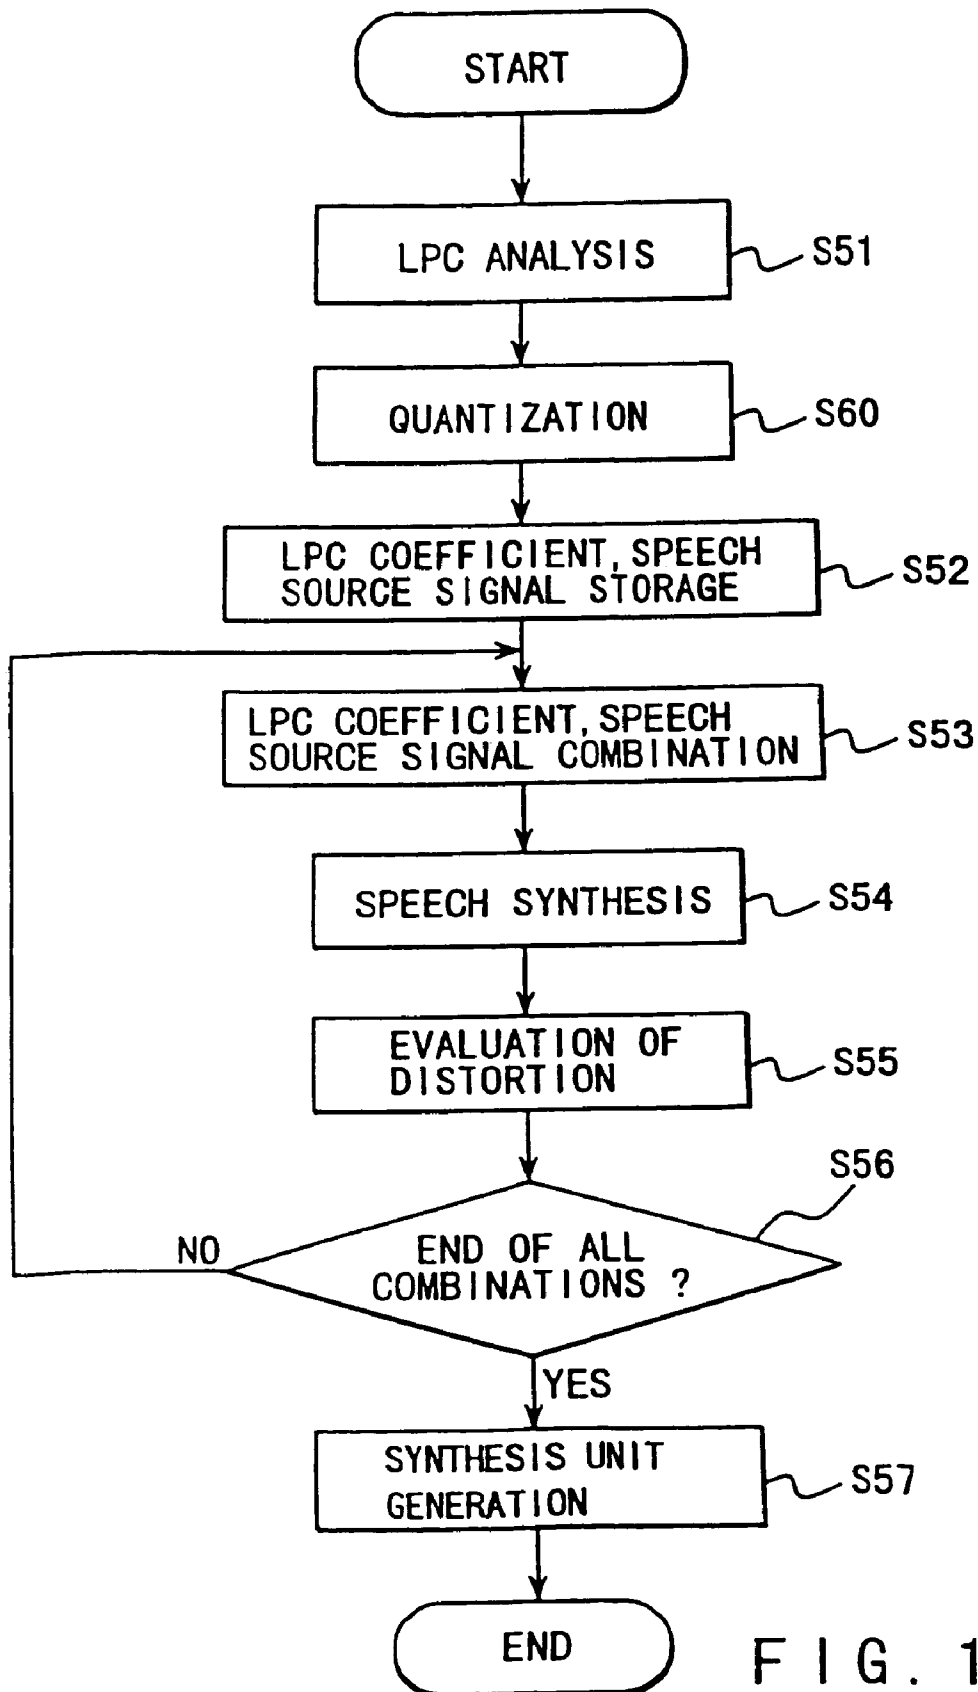 START
LPC ANALYSIS
S51
QUANTIZATION
S60
LPC COEFFICIENT, SPEECH
SOURCE SIGNAL STORAGE
S52
LPC COEFFICIENT, SPEECH
SOURCE SIGNAL COMBINATION
S53
SPEECH SYNTHESIS
S54
EVALUATION OF
DISTORTION
S55
S56
END OF ALL
COMBINATIONS ?
NO
YES
SYNTHESIS UNIT
GENERATION
S57
END
FIG. 1